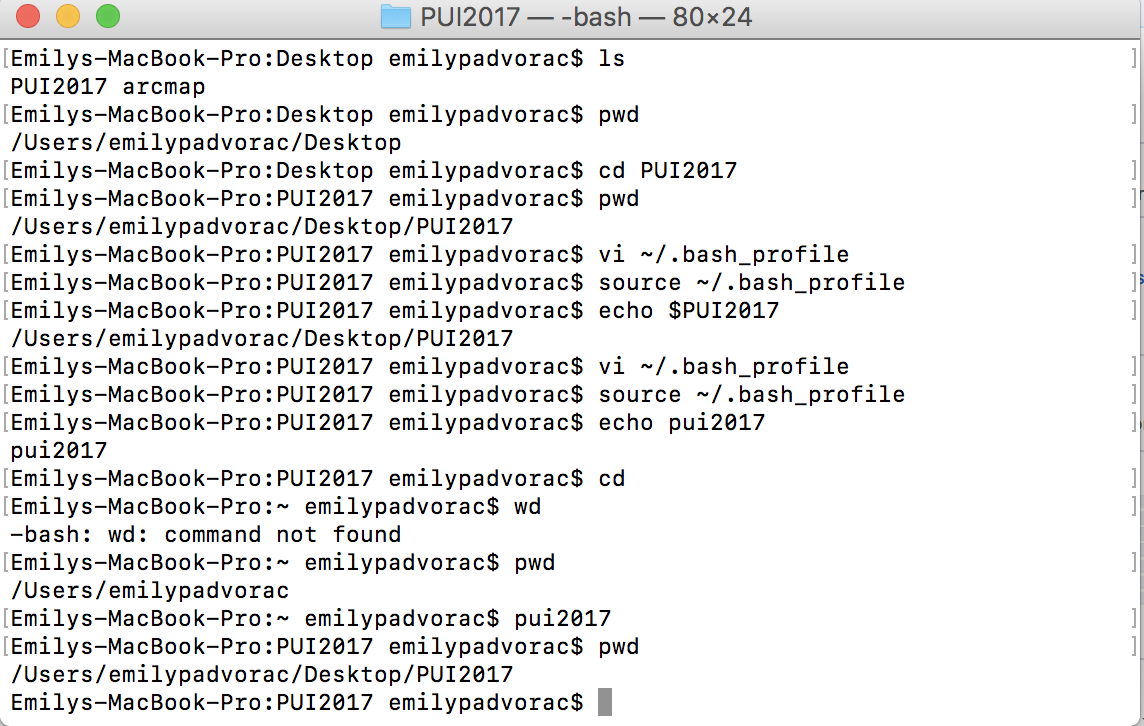 PUI2017 — -bash — 80×24
[Emilys-MacBook-Pro:Desktop emilypadvorac$ ls ]
PUI2017 arcmap
[Emilys-MacBook-Pro:Desktop emilypadvorac$ pwd ]
/Users/emilypadvorac/Desktop
[Emilys-MacBook-Pro:Desktop emilypadvorac$ cd PUI2017 ]
[Emilys-MacBook-Pro:PUI2017 emilypadvorac$ pwd ]
/Users/emilypadvorac/Desktop/PUI2017
[Emilys-MacBook-Pro:PUI2017 emilypadvorac$ vi ~/.bash_profile ]
[Emilys-MacBook-Pro:PUI2017 emilypadvorac$ source ~/.bash_profile ]
[Emilys-MacBook-Pro:PUI2017 emilypadvorac$ echo $PUI2017 ]
/Users/emilypadvorac/Desktop/PUI2017
[Emilys-MacBook-Pro:PUI2017 emilypadvorac$ vi ~/.bash_profile ]
[Emilys-MacBook-Pro:PUI2017 emilypadvorac$ source ~/.bash_profile ]
[Emilys-MacBook-Pro:PUI2017 emilypadvorac$ echo pui2017 ]
pui2017
[Emilys-MacBook-Pro:PUI2017 emilypadvorac$ cd ]
[Emilys-MacBook-Pro:~ emilypadvorac$ wd ]
-bash: wd: command not found
[Emilys-MacBook-Pro:~ emilypadvorac$ pwd ]
/Users/emilypadvorac
[Emilys-MacBook-Pro:~ emilypadvorac$ pui2017 ]
[Emilys-MacBook-Pro:PUI2017 emilypadvorac$ pwd ]
/Users/emilypadvorac/Desktop/PUI2017
Emilys-MacBook-Pro:PUI2017 emilypadvorac$